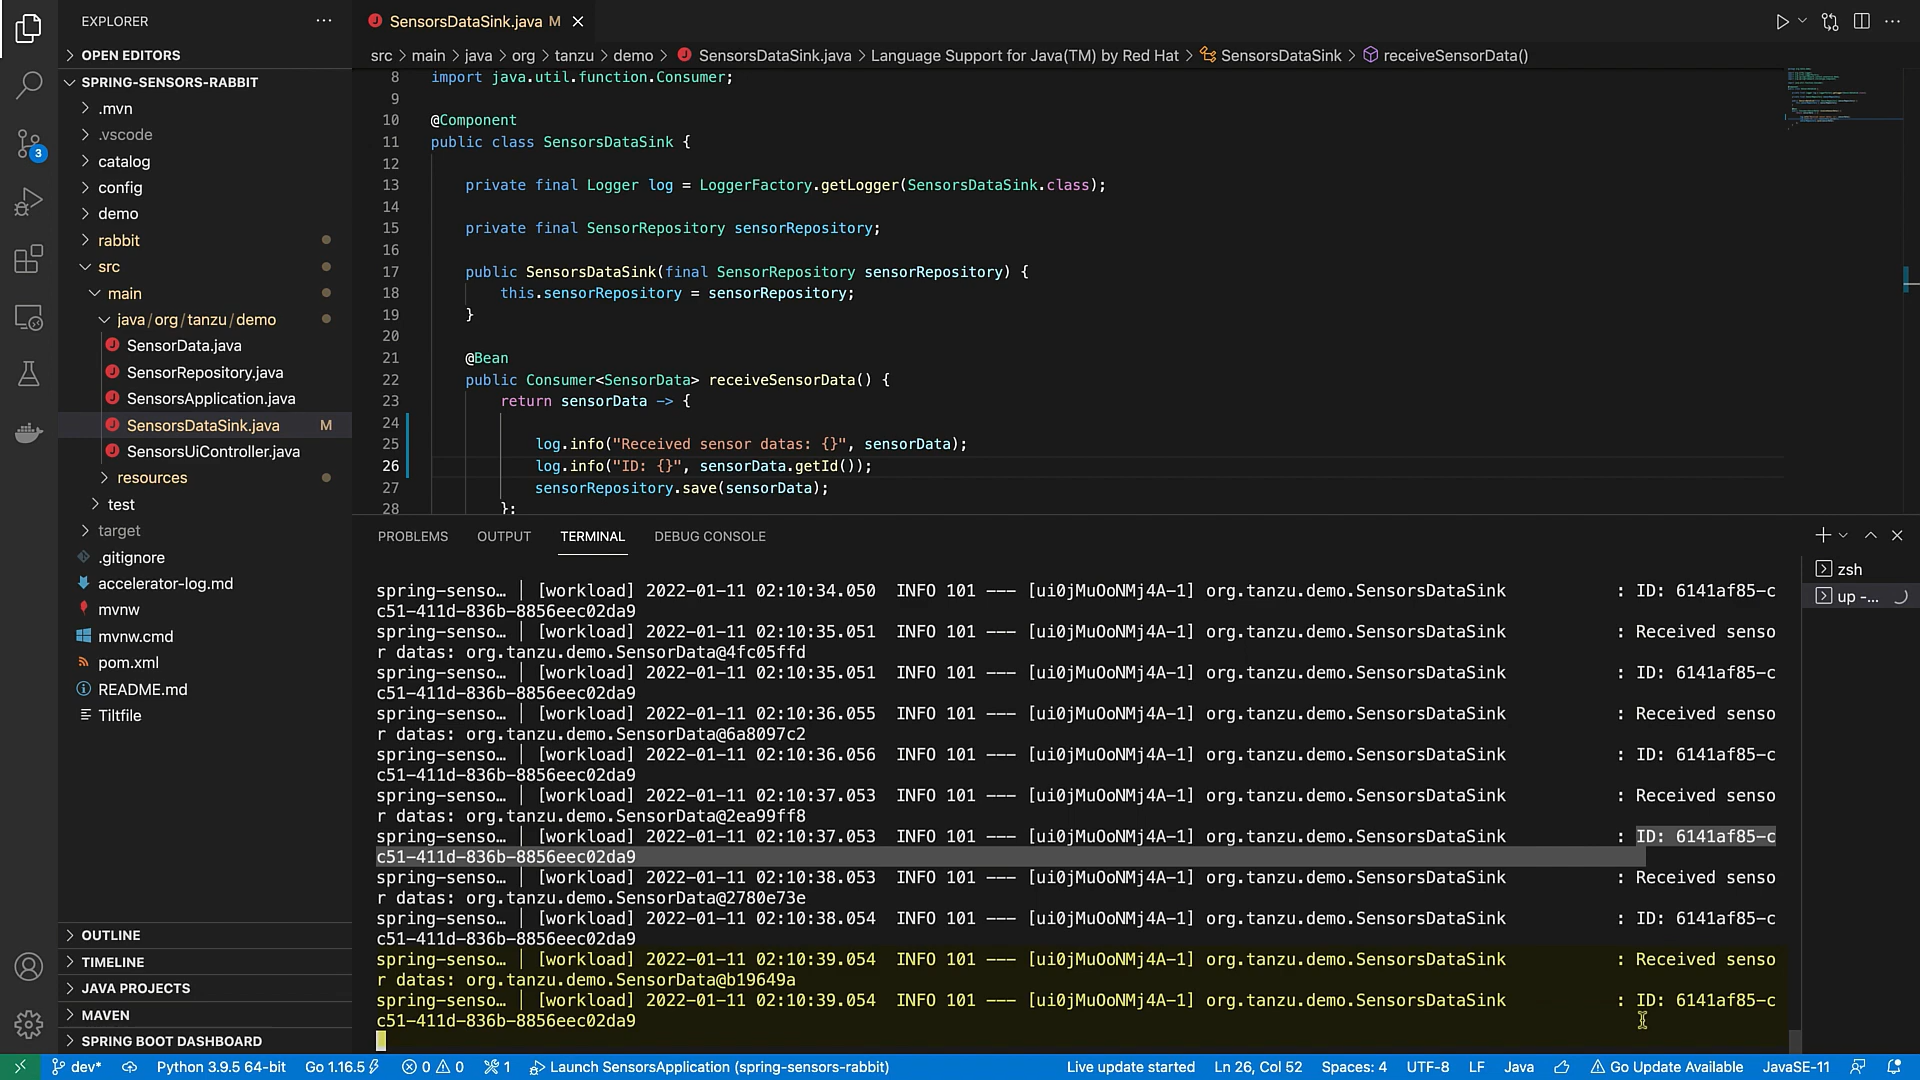 EXPLORER
OPEN EDITORS
SPRING-SENSORS-RABBIT
.mvn
.vscode
catalog
config
demo
rabbit
src
main
java/org/tanzu/demo
SensorData.java
SensorRepository.java
SensorsApplication.java
SensorsDataSink.java M
SensorsUiController.java
resources
test
target
.gitignore
accelerator-log.md
mvnw
mvnw.cmd
pom.xml
README.md
Tiltfile
OUTLINE
TIMELINE
JAVA PROJECTS
MAVEN
SPRING BOOT DASHBOARD
3
SensorsDataSink.java M
src > main > java > org > tanzu > demo > SensorsDataSink.java > Language Support for Java(TM) by Red Hat > SensorsDataSink > receiveSensorData()
8 import java.util.function.Consumer;
9
10 @Component
11 public class SensorsDataSink {
12
13 private final Logger log = LoggerFactory.getLogger(SensorsDataSink.class);
14
15 private final SensorRepository sensorRepository;
16
17 public SensorsDataSink(final SensorRepository sensorRepository) {
18 this.sensorRepository = sensorRepository;
19 }
20
21 @Bean
22 public Consumer<SensorData> receiveSensorData() {
23 return sensorData -> {
24
25 log.info("Received sensor datas: {}", sensorData);
26 log.info("ID: {}", sensorData.getId());
27 sensorRepository.save(sensorData);
28 };
PROBLEMS OUTPUT TERMINAL DEBUG CONSOLE
zsh
up -...
spring-senso… │ [workload] 2022-01-11 02:10:34.050 INFO 101 --- [ui0jMuOoNMj4A-1] org.tanzu.demo.SensorsDataSink : ID: 6141af85-c
c51-411d-836b-8856eec02da9
spring-senso… │ [workload] 2022-01-11 02:10:35.051 INFO 101 --- [ui0jMuOoNMj4A-1] org.tanzu.demo.SensorsDataSink : Received senso
r datas: org.tanzu.demo.SensorData@4fc05ffd
spring-senso… │ [workload] 2022-01-11 02:10:35.051 INFO 101 --- [ui0jMuOoNMj4A-1] org.tanzu.demo.SensorsDataSink : ID: 6141af85-c
c51-411d-836b-8856eec02da9
spring-senso… │ [workload] 2022-01-11 02:10:36.055 INFO 101 --- [ui0jMuOoNMj4A-1] org.tanzu.demo.SensorsDataSink : Received senso
r datas: org.tanzu.demo.SensorData@6a8097c2
spring-senso… │ [workload] 2022-01-11 02:10:36.056 INFO 101 --- [ui0jMuOoNMj4A-1] org.tanzu.demo.SensorsDataSink : ID: 6141af85-c
c51-411d-836b-8856eec02da9
spring-senso… │ [workload] 2022-01-11 02:10:37.053 INFO 101 --- [ui0jMuOoNMj4A-1] org.tanzu.demo.SensorsDataSink : Received senso
r datas: org.tanzu.demo.SensorData@2ea99ff8
spring-senso… │ [workload] 2022-01-11 02:10:37.053 INFO 101 --- [ui0jMuOoNMj4A-1] org.tanzu.demo.SensorsDataSink : ID: 6141af85-c
c51-411d-836b-8856eec02da9
spring-senso… │ [workload] 2022-01-11 02:10:38.053 INFO 101 --- [ui0jMuOoNMj4A-1] org.tanzu.demo.SensorsDataSink : Received senso
r datas: org.tanzu.demo.SensorData@2780e73e
spring-senso… │ [workload] 2022-01-11 02:10:38.054 INFO 101 --- [ui0jMuOoNMj4A-1] org.tanzu.demo.SensorsDataSink : ID: 6141af85-c
c51-411d-836b-8856eec02da9
spring-senso… │ [workload] 2022-01-11 02:10:39.054 INFO 101 --- [ui0jMuOoNMj4A-1] org.tanzu.demo.SensorsDataSink : Received senso
r datas: org.tanzu.demo.SensorData@b19649a
spring-senso… │ [workload] 2022-01-11 02:10:39.054 INFO 101 --- [ui0jMuOoNMj4A-1] org.tanzu.demo.SensorsDataSink : ID: 6141af85-c
c51-411d-836b-8856eec02da9
dev* Python 3.9.5 64-bit Go 1.16.5 0 0 1 Launch SensorsApplication (spring-sensors-rabbit) Live update started Ln 26, Col 52 Spaces: 4 UTF-8 LF Java Go Update Available JavaSE-11